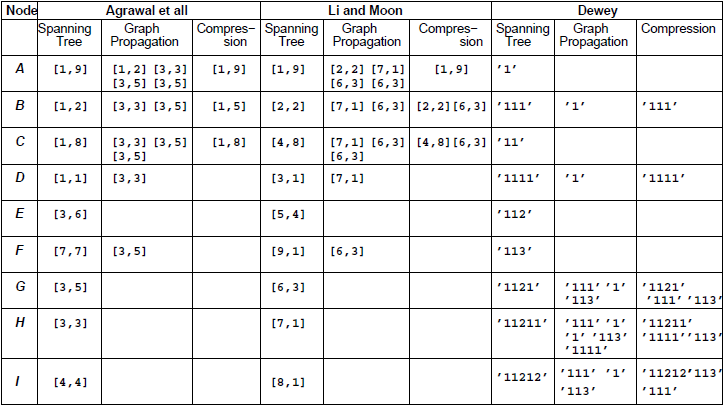 Node Agrawal et all Li and Moon Dewey
Spanning Graph Compres− Spanning Graph Compres− Spanning Graph Compression
Tree Propagation sion Tree Propagation sion Tree Propagation
A [1,9] [1,2] [3,3] [1,9] [1,9] [2,2] [7,1] [1,9] ’1’
[3,5] [3,5] [6,3] [6,3]
B [1,2] [3,3] [3,5] [1,5] [2,2] [7,1] [6,3] [2,2][6,3] ’111’ ’1’ ’111’
C [1,8] [3,3] [3,5] [1,8] [4,8] [7,1] [6,3] [4,8][6,3] ’11’
[3,5] [6,3]
D [1,1] [3,3] [3,1] [7,1] ’1111’ ’1’ ’1111’
E [3,6] [5,4] ’112’
F [7,7] [3,5] [9,1] [6,3] ’113’
G [3,5] [6,3] ’1121’ ’111’ ’1’ ’1121’
’113’ ’111’ ’113’
H [3,3] [7,1] ’11211’ ’111’ ’1’ ’11211’
’1’ ’113’ ’1111’’113’
’1111’
I [4,4] [8,1] ’11212’ ’111’ ’1’ ’11212’113’
’113’ ’111’